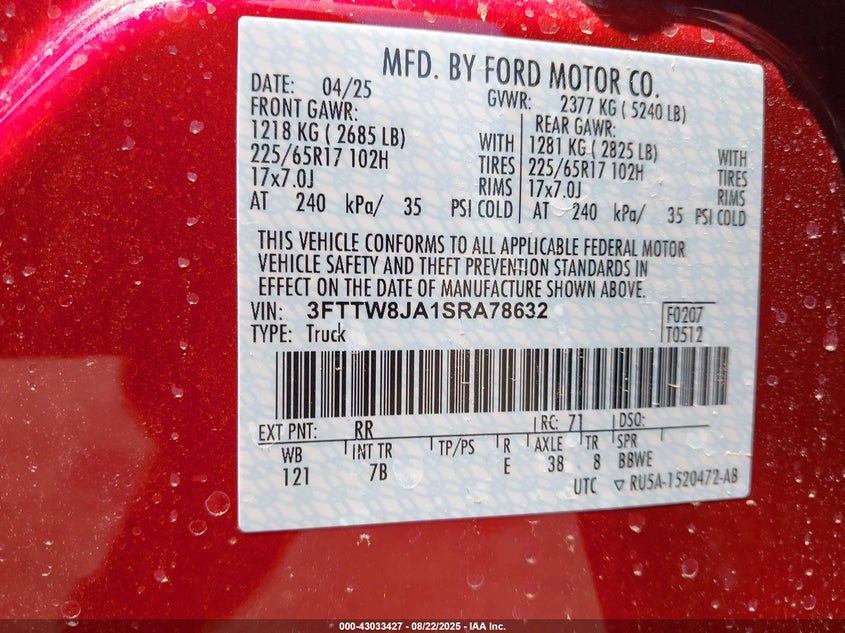 MFD. BY FORD MOTOR CO.
DATE: 04/25 GVWR: 2377 KG ( 5240 LB)
FRONT GAWR: REAR GAWR:
1218 KG ( 2685 LB) WITH 1281 KG ( 2825 LB) WITH
225/65R17 102H TIRES 225/65R17 102H TIRES
17x7.0J RIMS 17x7.0J RIMS
AT 240 kPa/ 35 PSI COLD AT 240 kPa/ 35 PSI COLD
THIS VEHICLE CONFORMS TO ALL APPLICABLE FEDERAL MOTOR
VEHICLE SAFETY AND THEFT PREVENTION STANDARDS IN
EFFECT ON THE DATE OF MANUFACTURE SHOWN ABOVE.
VIN: 3FTTW8JA1SRA78632 F0207
TYPE: Truck T0512
EXT PNT: RR RC: 71 DSO:
WB INT TR TP/PS R AXLE TR SPR
121 7B E 38 8 BBWE
UTC ▽ RU5A-1520472-AB
000-43033427 - 08/22/2025 - IAA Inc.